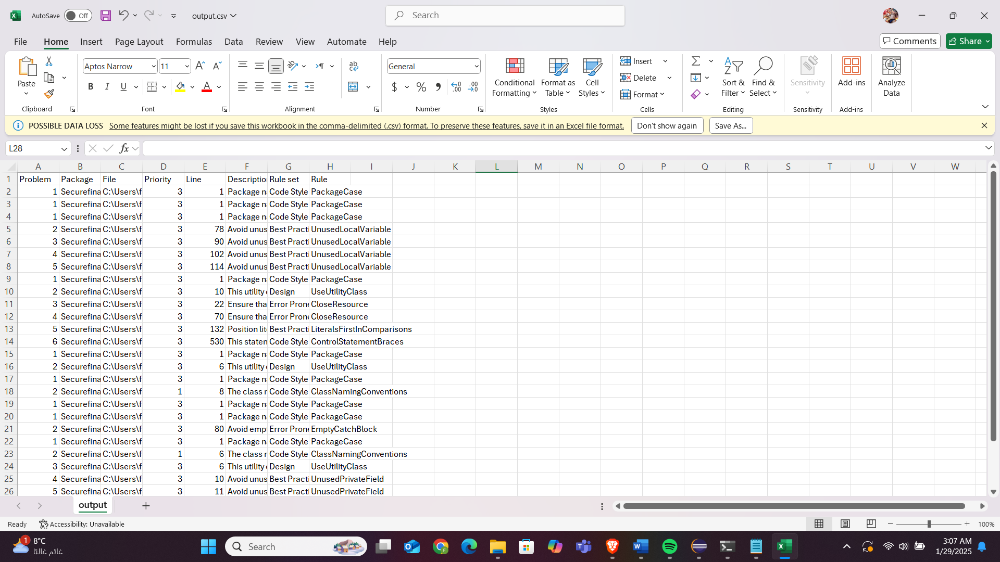 AutoSave Off output.csv Search
File Home Insert Page Layout Formulas Data Review View Automate Help Comments Share
Paste
Clipboard
Aptos Narrow 11
B I U
Font
Alignment
General
$ % 9 .00 .00
Number
Conditional Formatting
Format as Table
Cell Styles
Styles
Insert
Delete
Format
Cells
Sort & Filter
Find & Select
Editing
Sensitivity
Sensitivity
Add-ins
Add-ins
Analyze Data
POSSIBLE DATA LOSS Some features might be lost if you save this workbook in the comma-delimited (.csv) format. To preserve these features, save it in an Excel file format. Don't show again Save As...
L28 fx
A B C D E F G H I J K L M N O P Q R S T U V W
1 Problem Package File Priority Line Description Rule set Rule
2 1 Securefina C:\Users\f 3 1 Package na Code Style PackageCase
3 1 Securefina C:\Users\f 3 1 Package na Code Style PackageCase
4 1 Securefina C:\Users\f 3 1 Package na Code Style PackageCase
5 2 Securefina C:\Users\f 3 78 Avoid unus Best Practi UnusedLocalVariable
6 3 Securefina C:\Users\f 3 90 Avoid unus Best Practi UnusedLocalVariable
7 4 Securefina C:\Users\f 3 102 Avoid unus Best Practi UnusedLocalVariable
8 5 Securefina C:\Users\f 3 114 Avoid unus Best Practi UnusedLocalVariable
9 1 Securefina C:\Users\f 3 1 Package na Code Style PackageCase
10 2 Securefina C:\Users\f 3 10 This utility c Design UseUtilityClass
11 3 Securefina C:\Users\f 3 22 Ensure tha Error Prone CloseResource
12 4 Securefina C:\Users\f 3 70 Ensure tha Error Prone CloseResource
13 5 Securefina C:\Users\f 3 132 Position lite Best Practi LiteralsFirstInComparisons
14 6 Securefina C:\Users\f 3 530 This staten Code Style ControlStatementBraces
15 1 Securefina C:\Users\f 3 1 Package na Code Style PackageCase
16 2 Securefina C:\Users\f 3 6 This utility c Design UseUtilityClass
17 1 Securefina C:\Users\f 3 1 Package na Code Style PackageCase
18 2 Securefina C:\Users\f 1 8 The class n Code Style ClassNamingConventions
19 1 Securefina C:\Users\f 3 1 Package na Code Style PackageCase
20 1 Securefina C:\Users\f 3 1 Package na Code Style PackageCase
21 2 Securefina C:\Users\f 3 80 Avoid empt Error Prone EmptyCatchBlock
22 1 Securefina C:\Users\f 3 1 Package na Code Style PackageCase
23 2 Securefina C:\Users\f 1 6 The class n Code Style ClassNamingConventions
24 3 Securefina C:\Users\f 3 6 This utility c Design UseUtilityClass
25 4 Securefina C:\Users\f 3 10 Avoid unus Best Practi UnusedPrivateField
26 5 Securefina C:\Users\f 3 11 Avoid unus Best Practi UnusedPrivateField
output
Ready Accessibility: Unavailable 100%
1 8°C
غائم غالبًا
Search
3:07 AM
1/29/2025